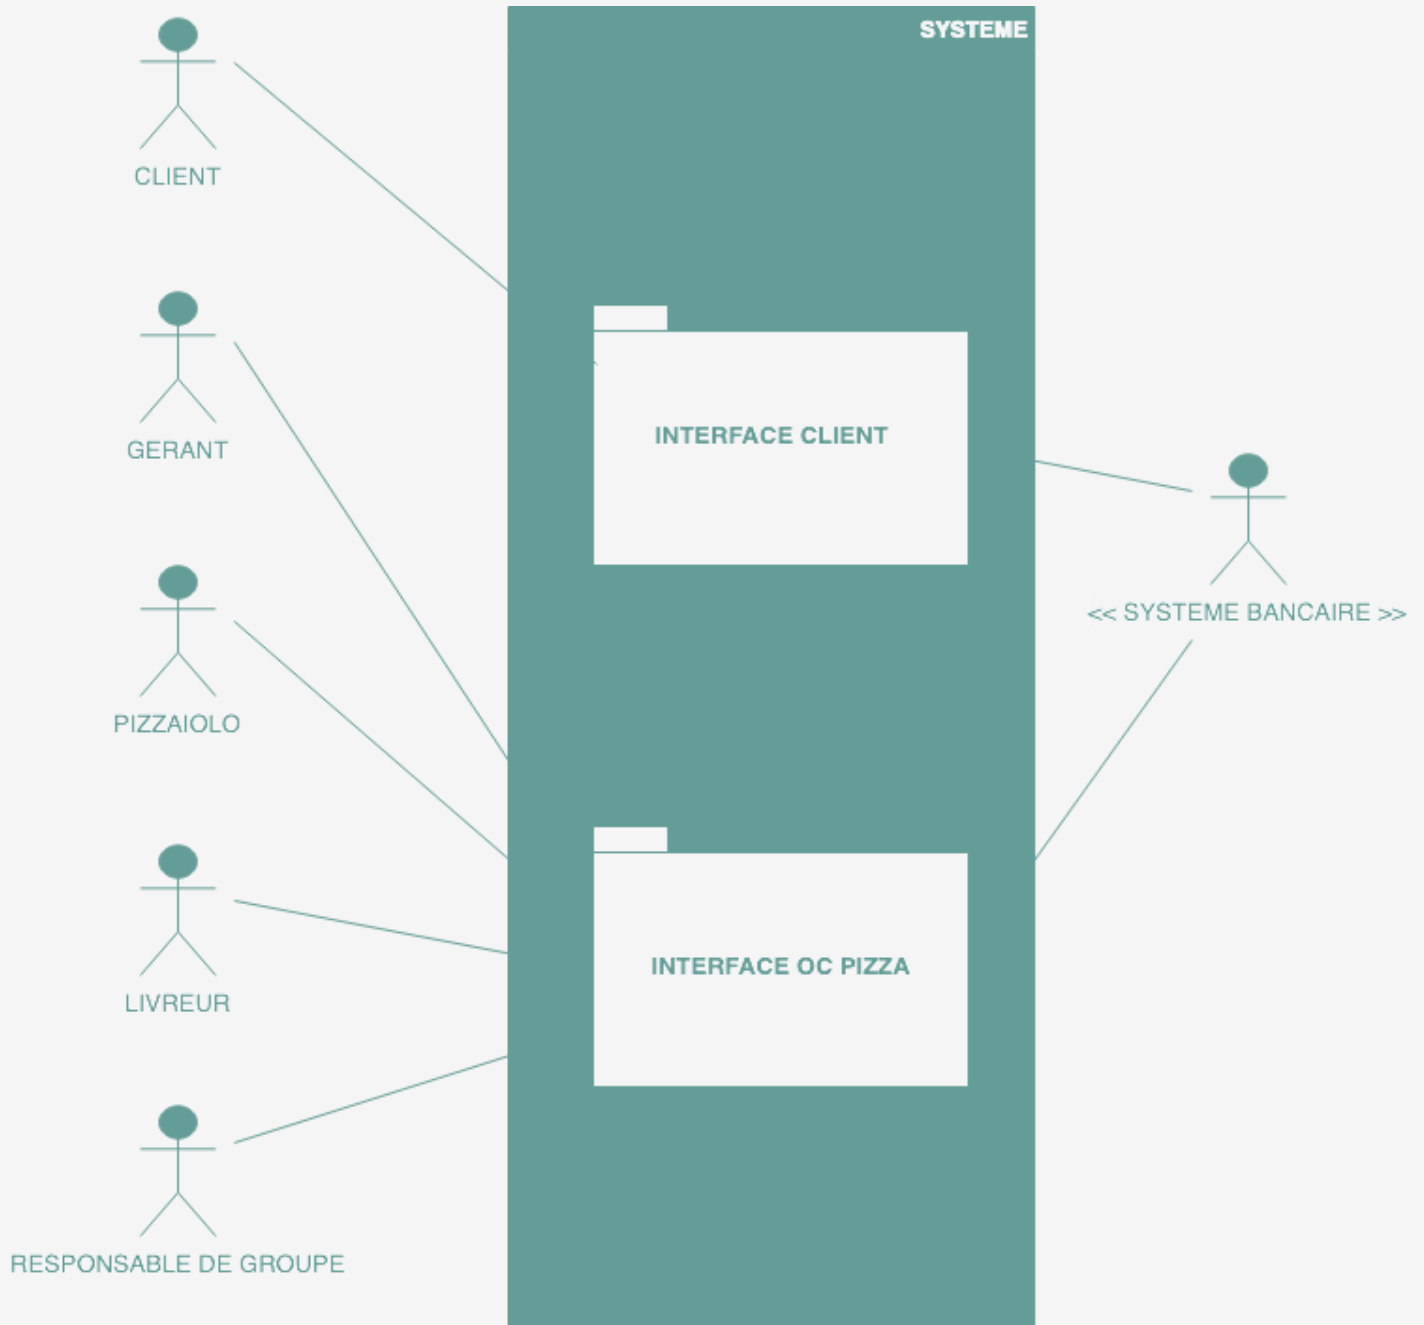 SYSTEME
CLIENT
GERANT
INTERFACE CLIENT
<< SYSTEME BANCAIRE >>
PIZZAIOLO
INTERFACE OC PIZZA
LIVREUR
RESPONSABLE DE GROUPE